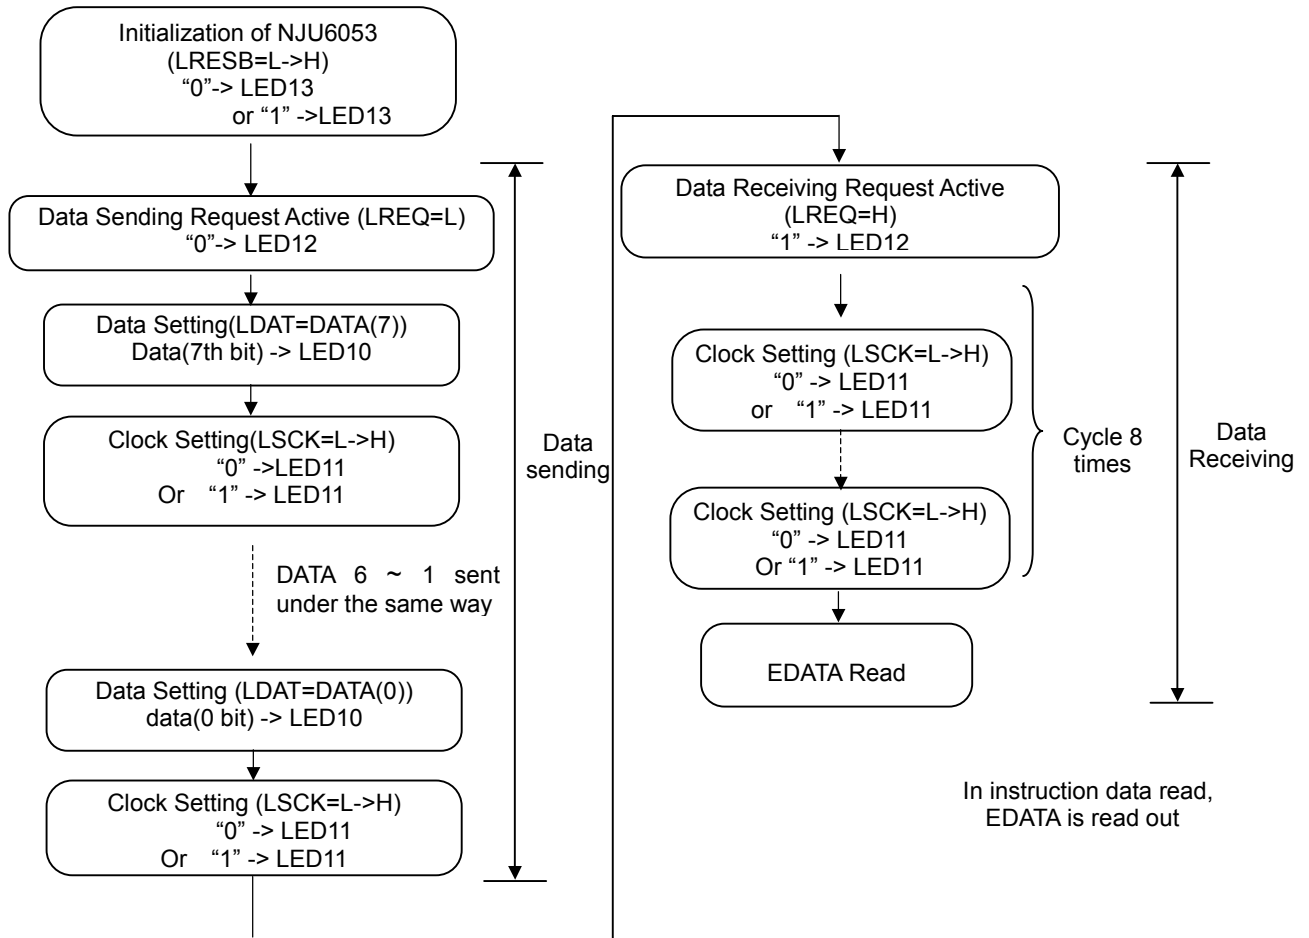 Initialization of NJU6053
(LRESB=L->H)
“0”-> LED13
or “1” ->LED13
Data Sending Request Active (LREQ=L)
“0”-> LED12
Data Setting(LDAT=DATA(7))
Data(7th bit) -> LED10
Clock Setting(LSCK=L->H)
“0” ->LED11
Or “1” -> LED11
DATA 6 ~ 1 sent
under the same way
Data Setting (LDAT=DATA(0))
data(0 bit) -> LED10
Clock Setting (LSCK=L->H)
“0” -> LED11
Or “1” -> LED11
Data
sending
Data Receiving Request Active
(LREQ=H)
“1” -> LED12
Clock Setting (LSCK=L->H)
“0” -> LED11
or “1” -> LED11
Clock Setting (LSCK=L->H)
“0” -> LED11
Or “1” -> LED11
EDATA Read
Cycle 8
times
Data
Receiving
In instruction data read,
EDATA is read out